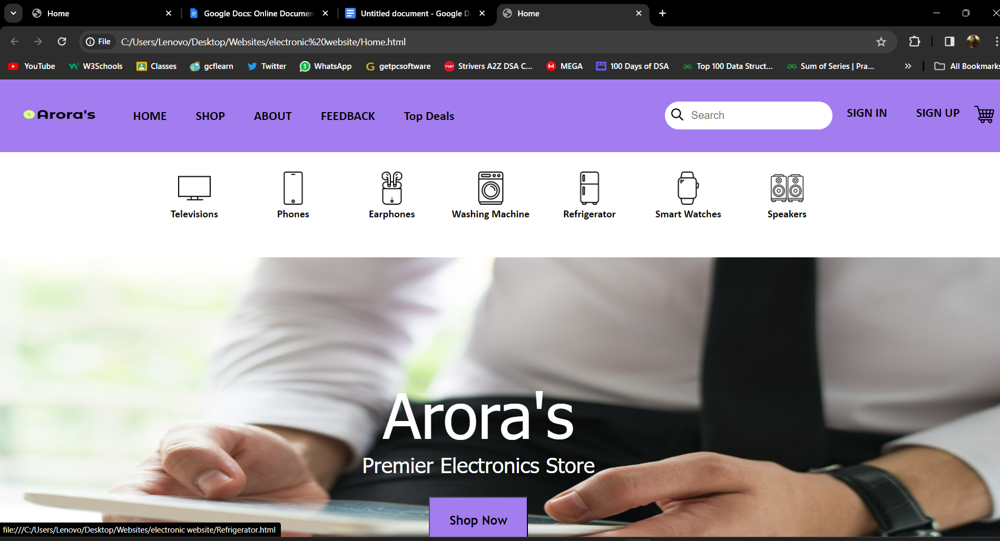 Home
Google Docs: Online Documen
Untitled document - Google D
Home
File
C:/Users/Lenovo/Desktop/Websites/electronic%20website/Home.html
YouTube
W3Schools
Classes
gcflearn
Twitter
WhatsApp
getpcsoftware
Strivers A2Z DSA C...
MEGA
100 Days of DSA
Top 100 Data Struct...
Sum of Series | Pra...
All Bookmarks
Arora's
HOME
SHOP
ABOUT
FEEDBACK
Top Deals
Search
SIGN IN
SIGN UP
Televisions
Phones
Earphones
Washing Machine
Refrigerator
Smart Watches
Speakers
Arora's
Premier Electronics Store
Shop Now
file:///C:/Users/Lenovo/Desktop/Websites/electronic website/Refrigerator.html